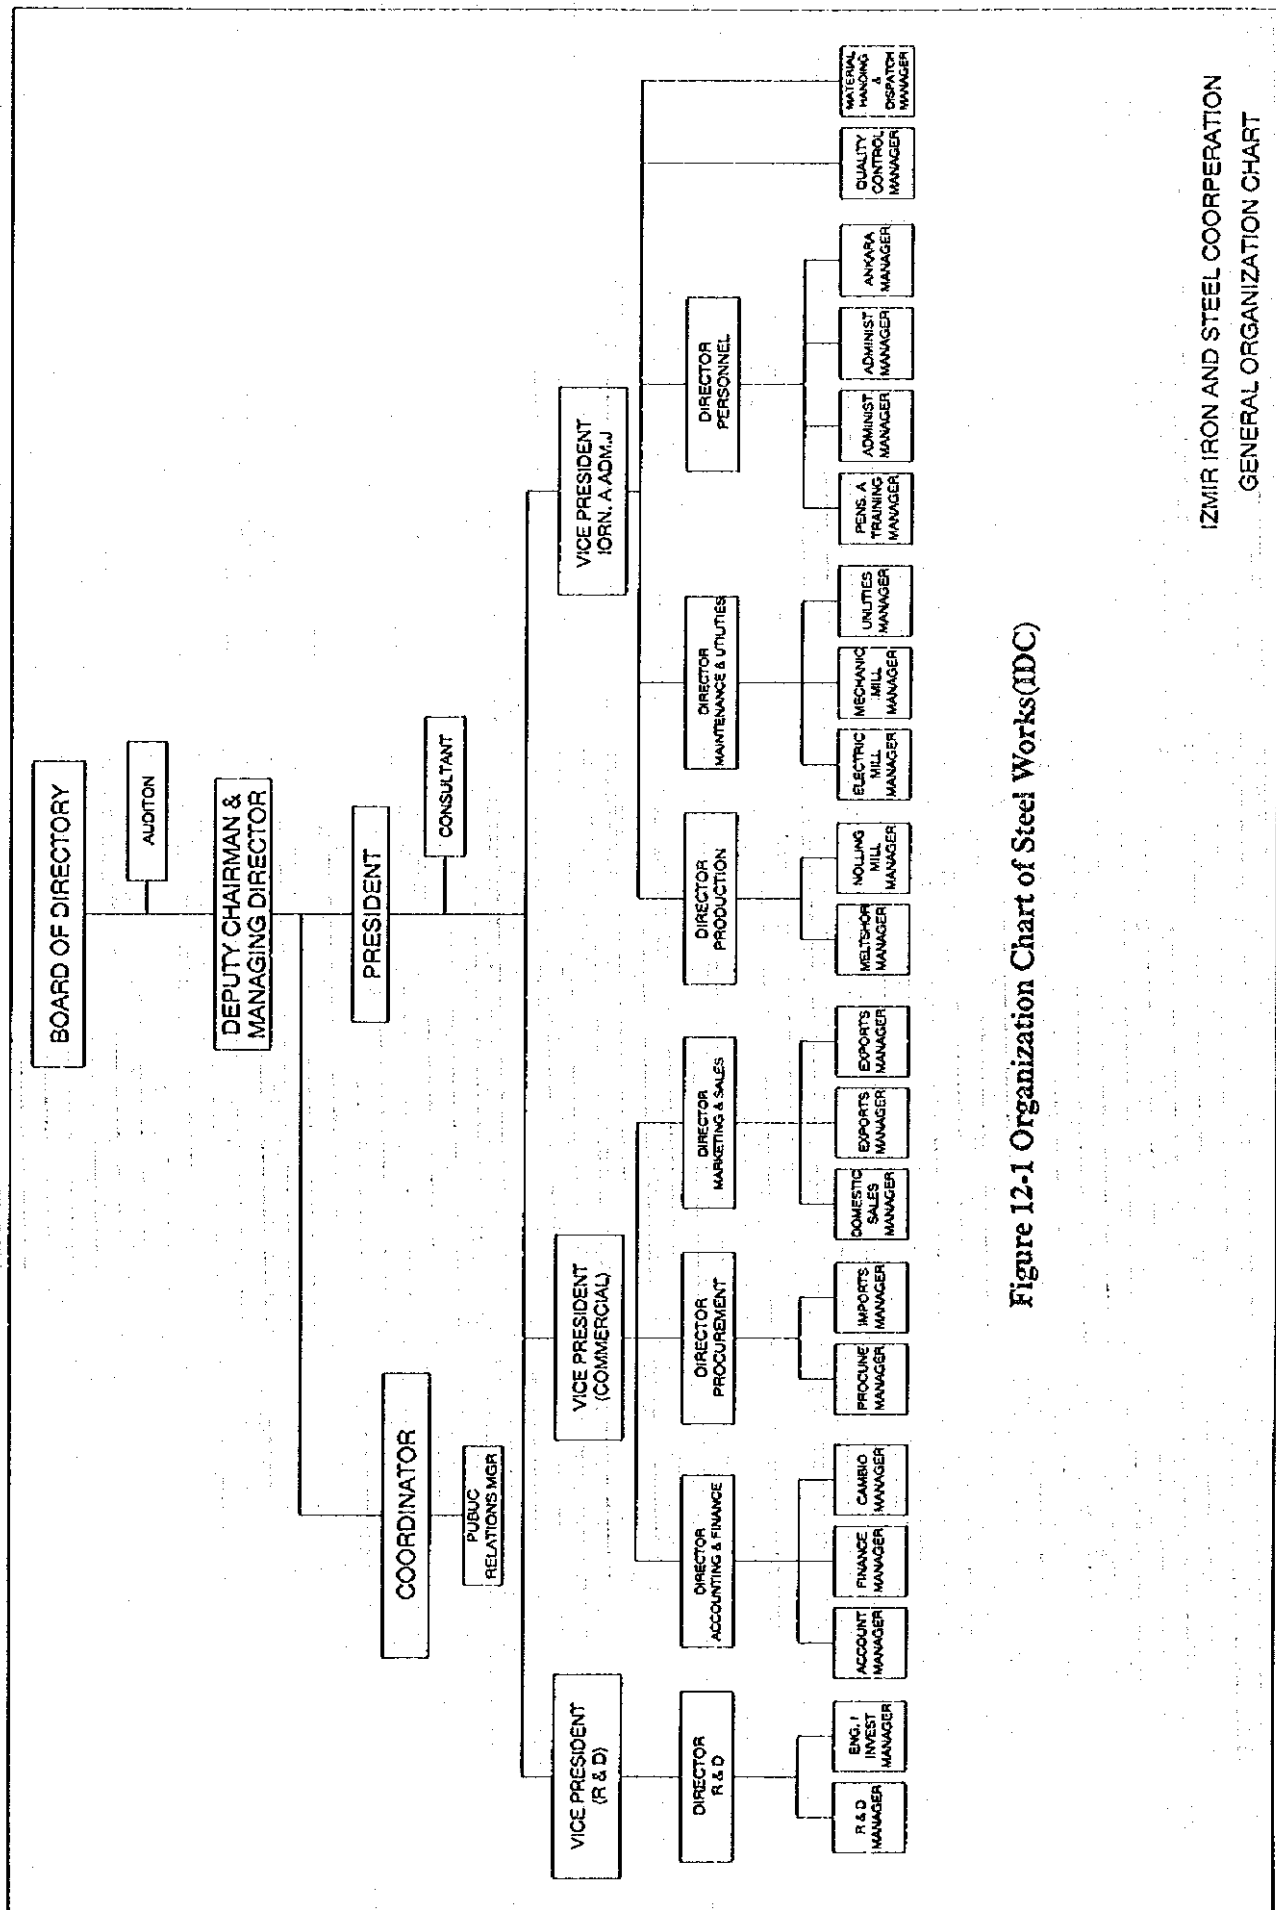 BOARD OF DIRECTORY
AUDITON
DEPUTY CHAIRMAN &
MANAGING DIRECTOR
PRESIDENT
CONSULTANT
COORDINATOR
PUBUC
RELATIONS MGR
VICE PRESIDENT
(R & D)
VICE PRESIDENT
(COMMERCIAL)
VICE PRESIDENT
IORN. A ADM.J
DIRECTOR
R & D
DIRECTOR
ACCOUNTING & FINANCE
DIRECTOR
PROCUREMENT
DIRECTOR
MARKETING & SALES
DIRECTOR
PRODUCTION
DIRECTOR
MAINTENANCE & UTIUTIES
DIRECTOR
PERSONNEL
R & D
MANAGER
ENG. I
INVEST
MANAGER
ACCOUNT
MANAGER
FINANCE
MANAGER
CAMBIO
MANAGER
PROCUNE
MANAGER
IMPORTS
MANAGER
DOMESTIC
SALES
MANAGER
EXPORTS
MANAGER
EXPORTS
MANAGER
MELTSHOR
MANAGER
NOLLING
MILL
MANAGER
ELECTRIC
MILL
MANAGER
MECHANIC
MILL
MANAGER
UNLITIES
MANAGER
PENS. A
TRAINING
MANAGER
ADMINIST.
MANAGER
ADMINIST
MANAGER
ANKARA
MANAGER
QUALITY
CONTROL
MANAGER
MATERIAL
HANDING
&
DISPATCH
MANAGER
Figure 12-1 Organization Chart of Steel Works(IDC)
IZMIR IRON AND STEEL COORPERATION
GENERAL ORGANIZATION CHART